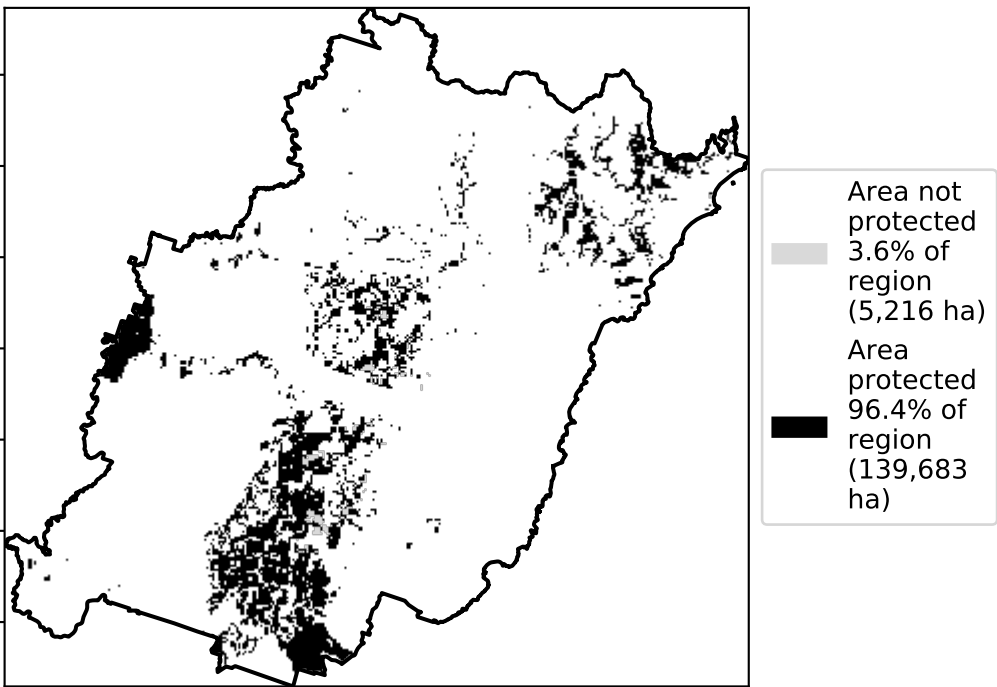 Area not
protected
3.6% of
region
(5,216 ha)
Area
protected
96.4% of
region
(139,683
ha)